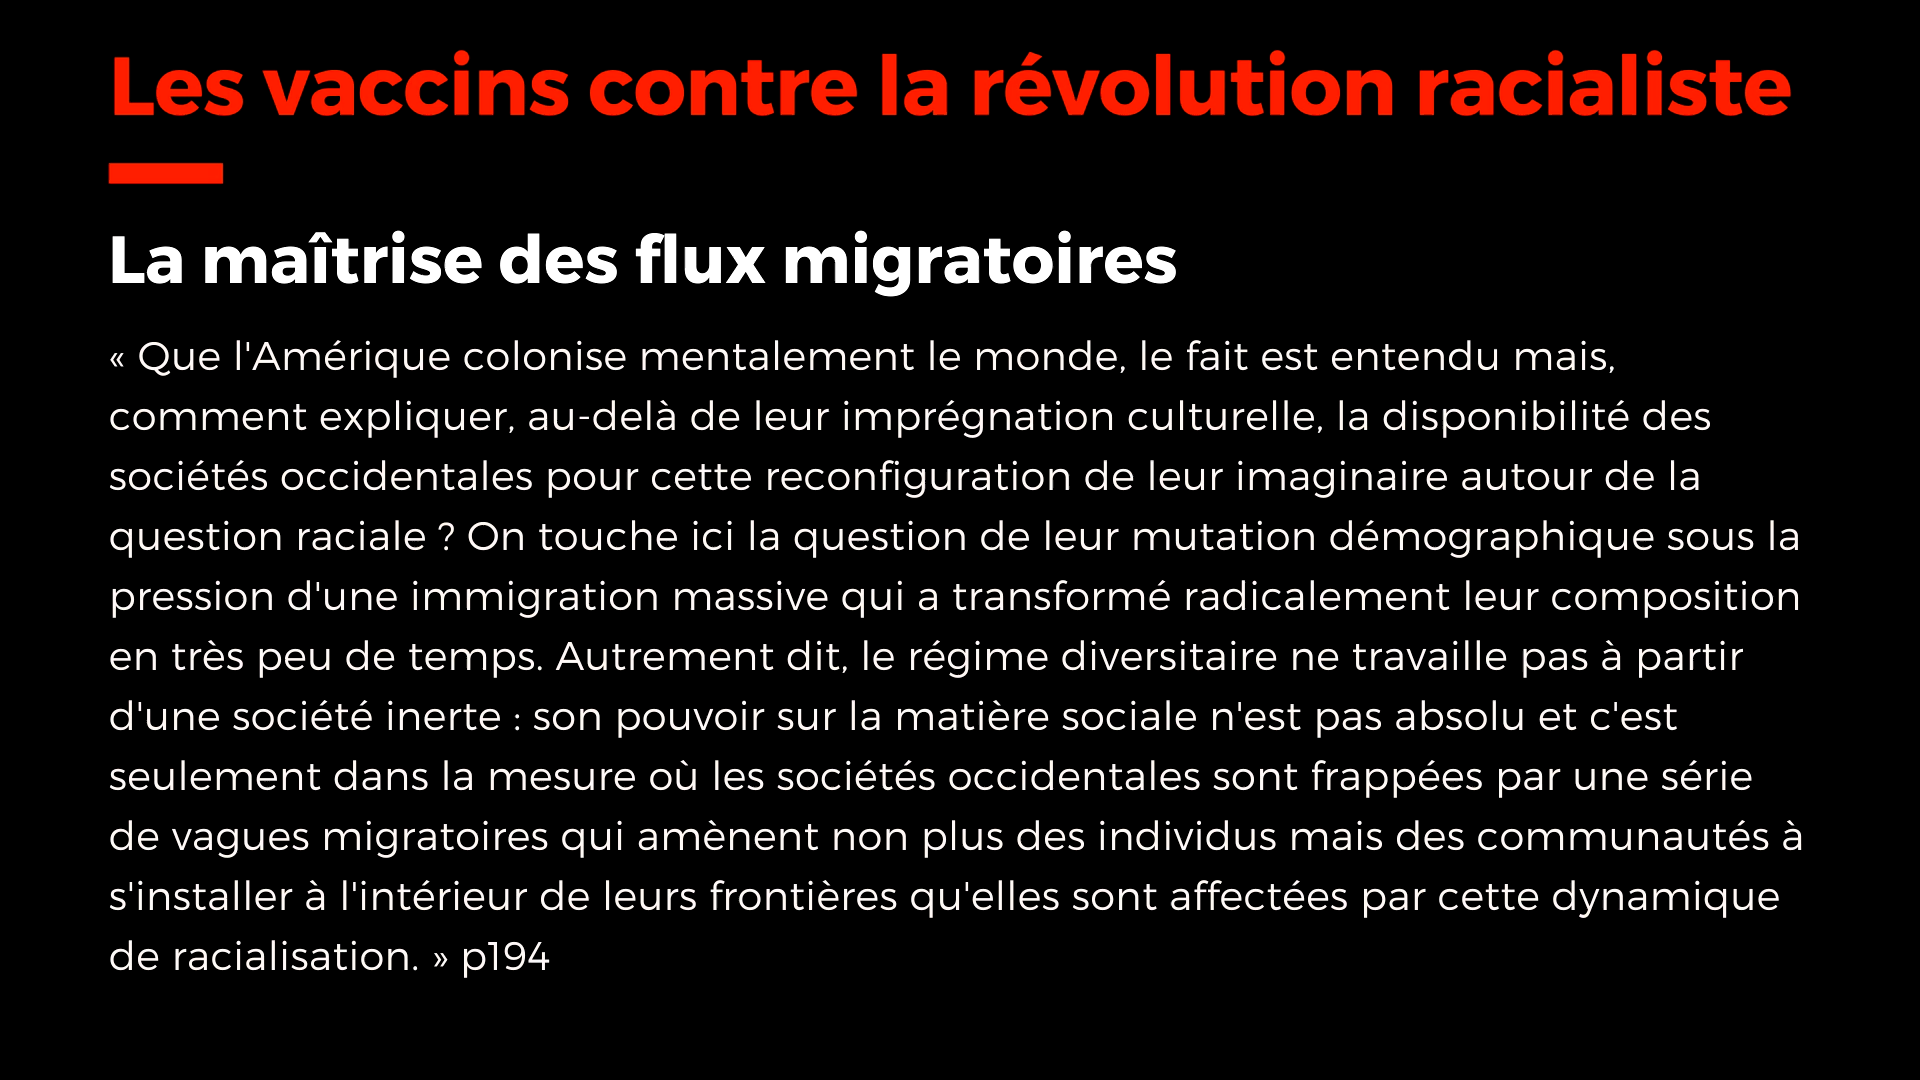 Les vaccins contre la révolution racialiste
La maîtrise des flux migratoires
« Que l'Amérique colonise mentalement le monde, le fait est entendu mais,
comment expliquer, au-delà de leur imprégnation culturelle, la disponibilité des
sociétés occidentales pour cette reconfiguration de leur imaginaire autour de la
question raciale ? On touche ici la question de leur mutation démographique sous la
pression d'une immigration massive qui a transformé radicalement leur composition
en très peu de temps. Autrement dit, le régime diversitaire ne travaille pas à partir
d'une société inerte : son pouvoir sur la matière sociale n'est pas absolu et c'est
seulement dans la mesure où les sociétés occidentales sont frappées par une série
de vagues migratoires qui amènent non plus des individus mais des communautés à
s'installer à l'intérieur de leurs frontières qu'elles sont affectées par cette dynamique
de racialisation. » p194